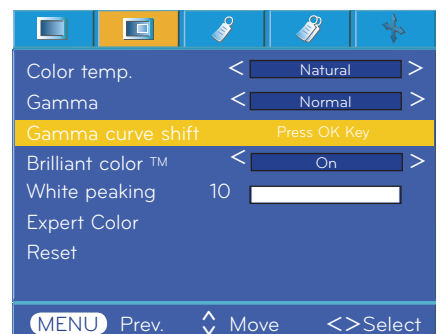 Color temp. < Natural >
Gamma < Normal >
Gamma curve shift Press OK Key
Brilliant color ™ < On >
White peaking 10
Expert Color
Reset
MENU Prev. Move <>Select